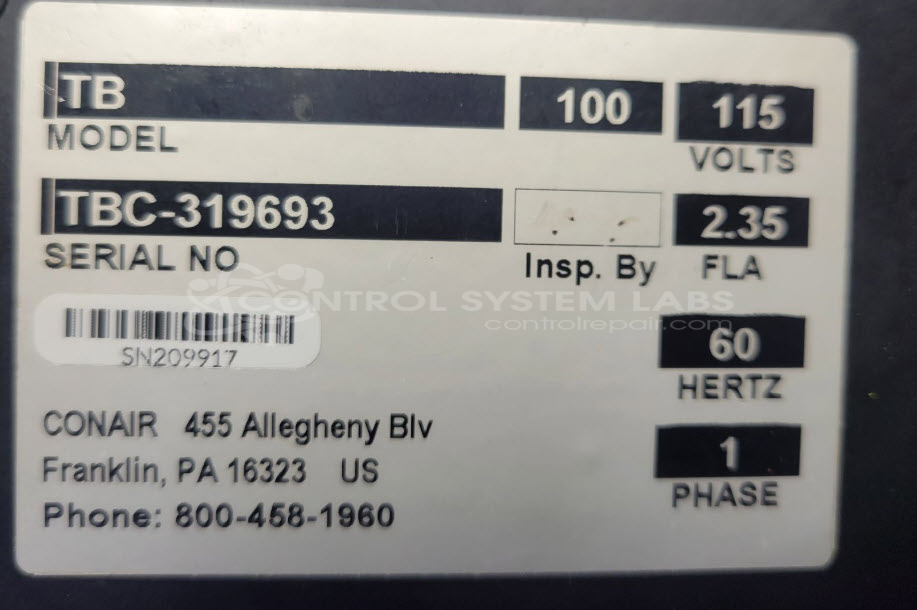 TB 100 115
MODEL VOLTS
TBC-319693 2.35
SERIAL NO Insp. By FLA
CONTROL SYSTEM LABS
controlrepair.com
SN209917
60
HERTZ
CONAIR 455 Allegheny Blv
Franklin, PA 16323 US
Phone: 800-458-1960
1
PHASE